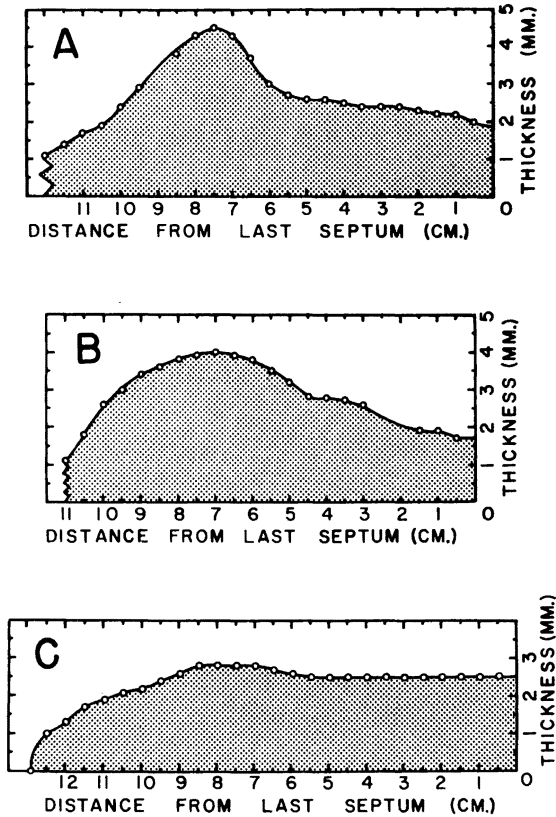 A
5
4
3
2
1
THICKNESS (MM.)
11 10 9 8 7 6 5 4 3 2 1 0
DISTANCE FROM LAST SEPTUM (CM.)
B
5
4
3
2
1
THICKNESS (MM.)
11 10 9 8 7 6 5 4 3 2 1 0
DISTANCE FROM LAST SEPTUM (CM.)
C
3
2
1
THICKNESS (MM.)
12 11 10 9 8 7 6 5 4 3 2 1 0
DISTANCE FROM LAST SEPTUM (CM.)